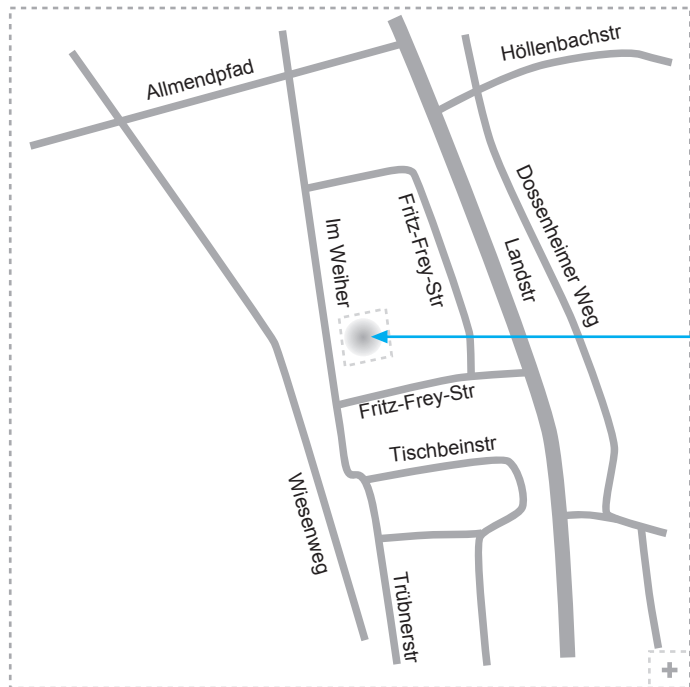 Höllenbachstr
Allmendpfad
Dossenheimer Weg
Fritz-Frey-Str
Im Weiher
Landstr
Fritz-Frey-Str
Tischbeinstr
Wiesenweg
Trübnerstr
+